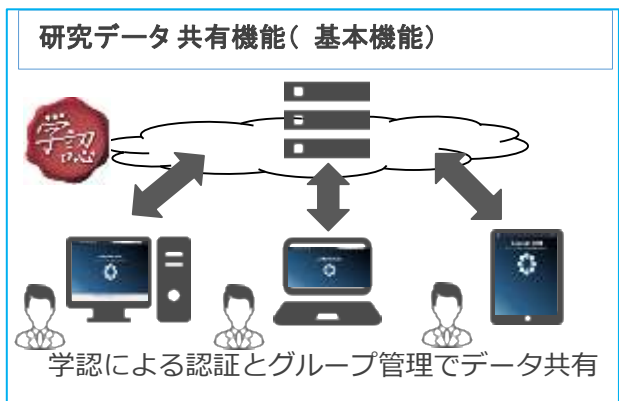 研究データ共有機能( 基本機能)
学認
学認による認証とグループ管理でデータ共有